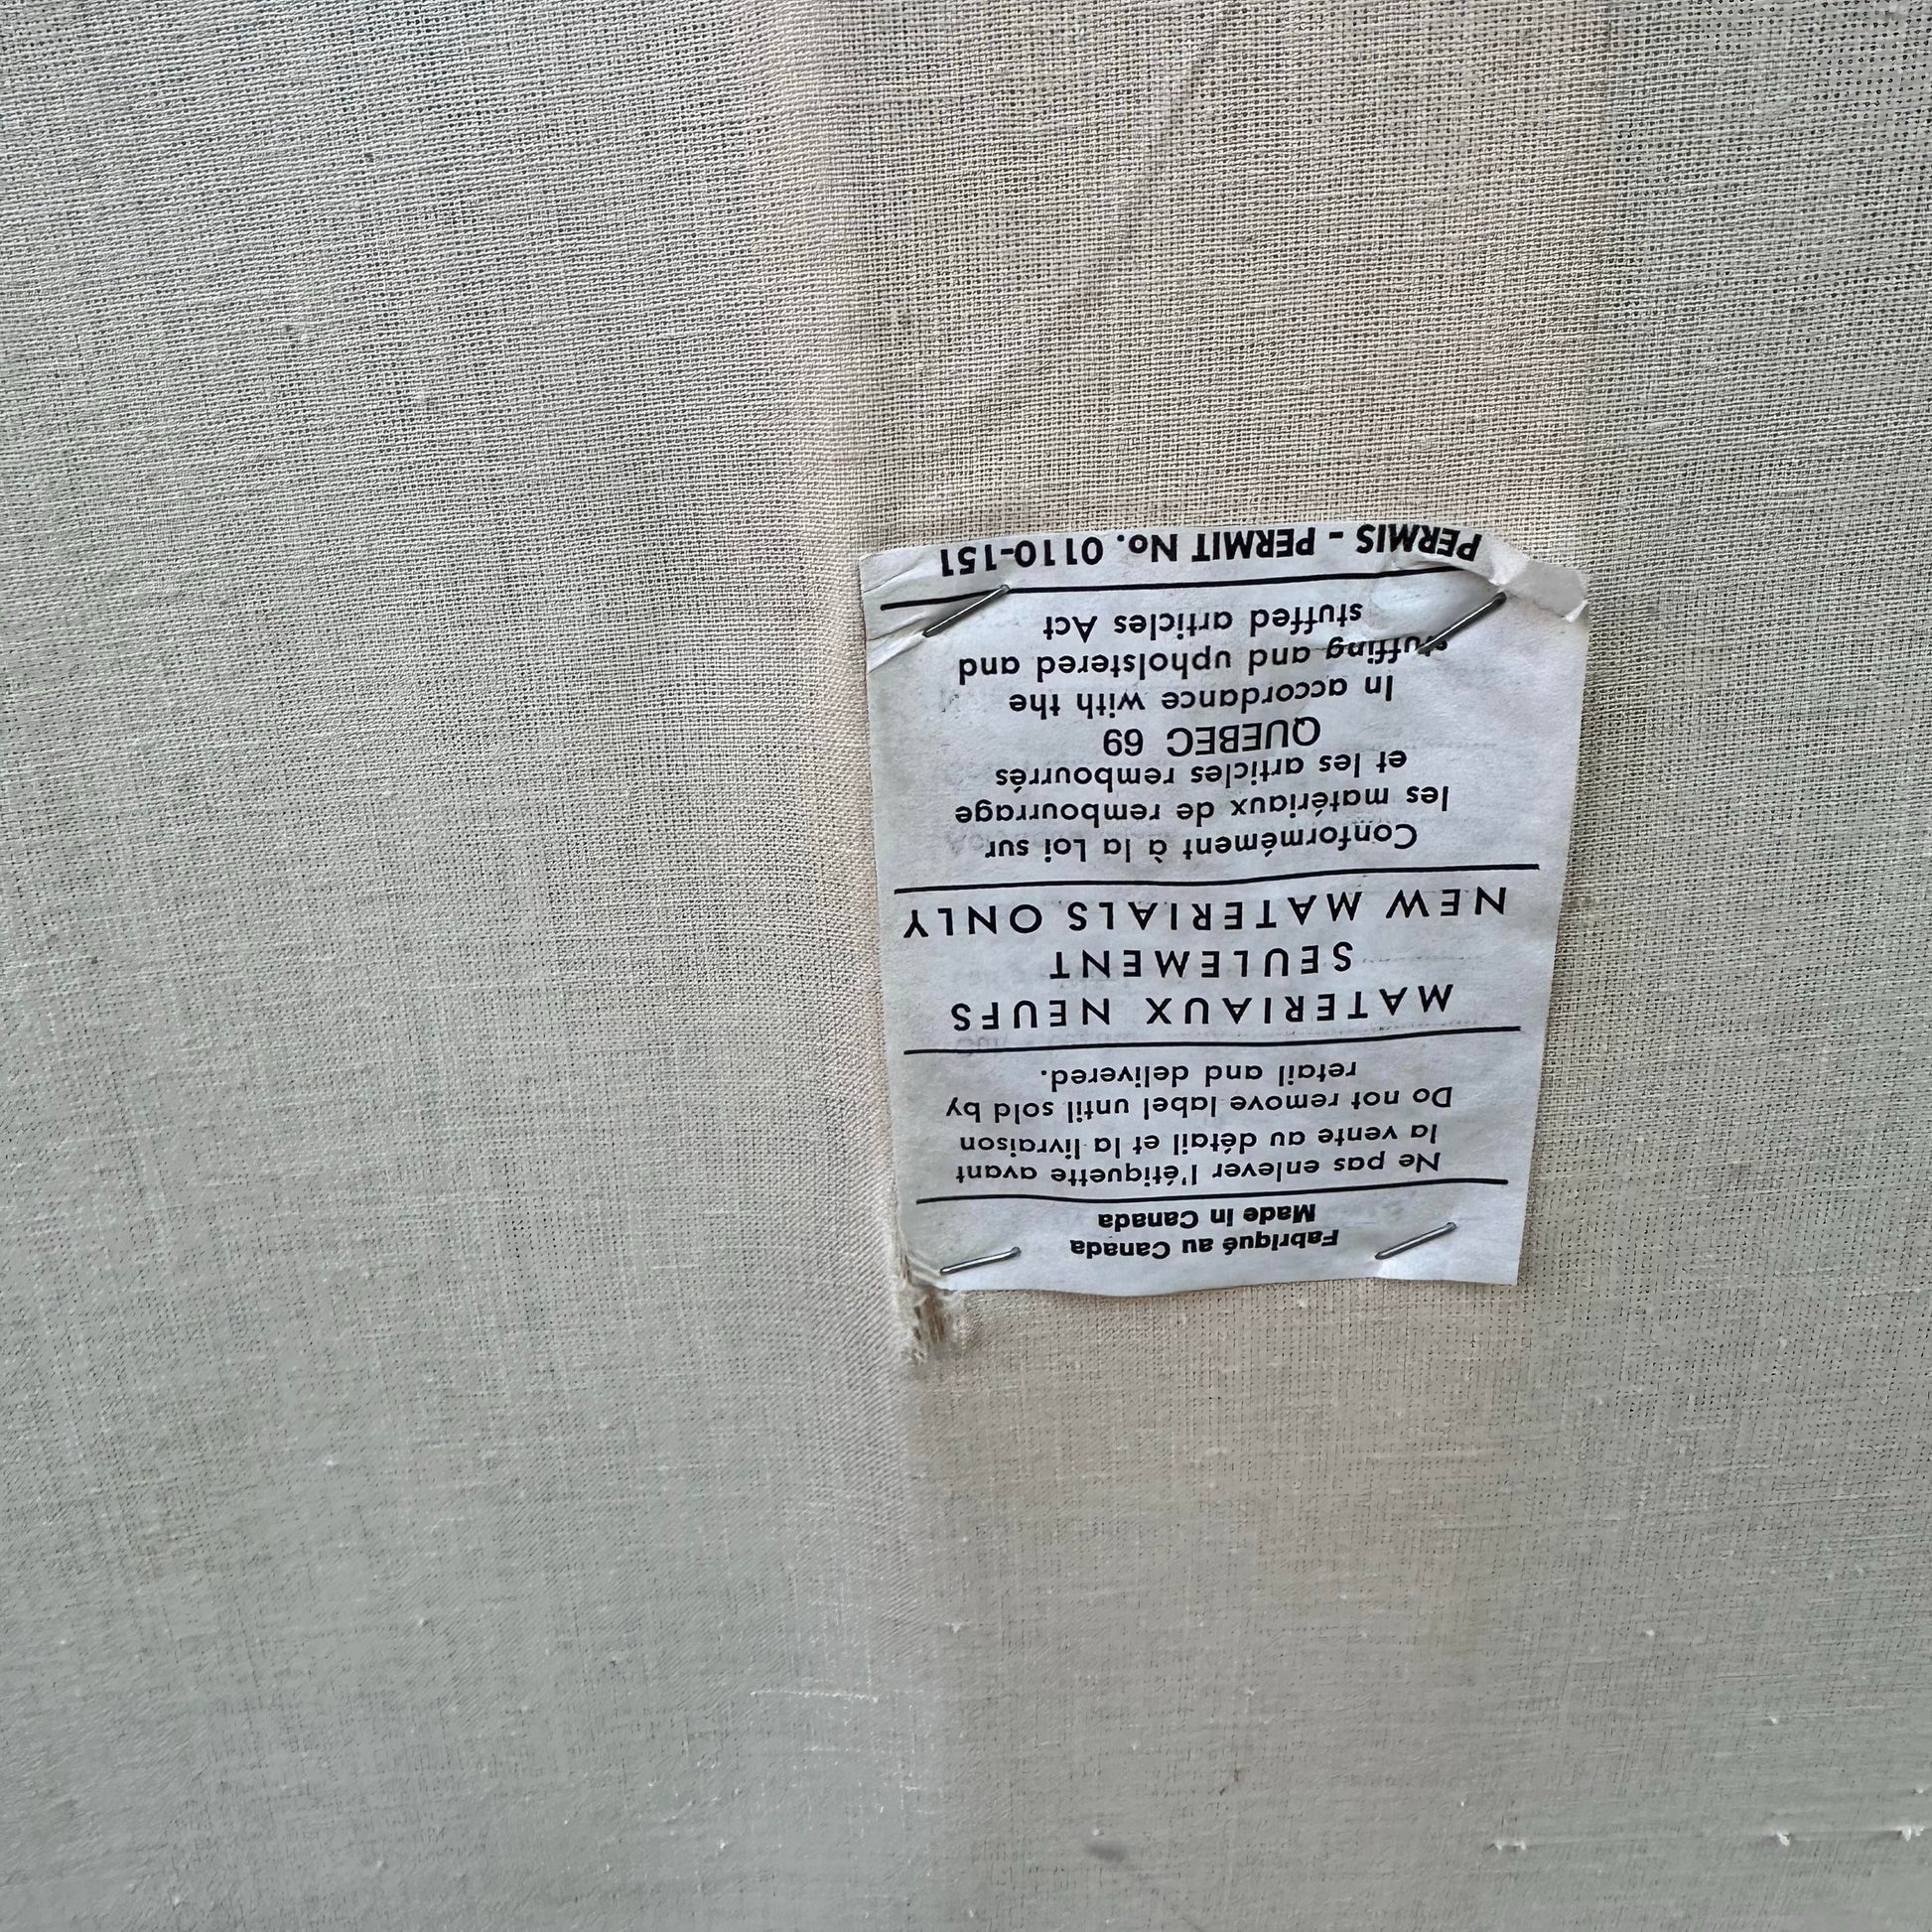 Fabriqué au Canada
Made in Canada
Ne pas enlever l'étiquette avant
la vente au détail et la livraison
Do not remove label until sold by
retail and delivered.
MATERIAUX NEUFS
SEULEMENT
NEW MATERIALS ONLY
Conformément à la Loi sur
les matériaux de rembourrage
et les articles rembourrés
QUEBEC 69
In accordance with the
stuffing and upholstered and
stuffed articles Act
PERMIS - PERMIT No. 0110-151